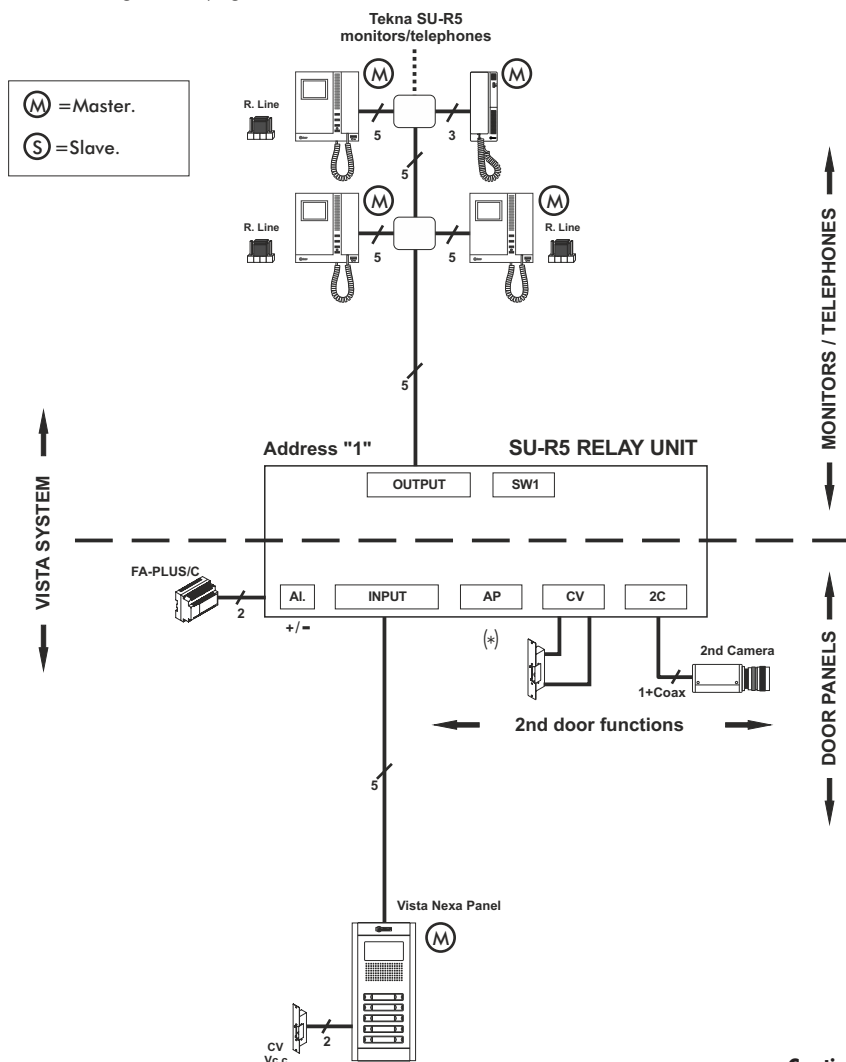 Tekna SU-R5
monitors/telephones
M =Master.
S =Slave.
R. Line
M
5
3
M
5
R. Line
M
5
5
M
R. Line
5
VISTA SYSTEM
MONITORS / TELEPHONES
Address "1"
SU-R5 RELAY UNIT
OUTPUT
SW1
FA-PLUS/C
2
AI.
INPUT
AP
CV
2C
+/-
(*)
2nd Camera
1+Coax
2nd door functions
DOOR PANELS
5
Vista Nexa Panel
M
CV
2